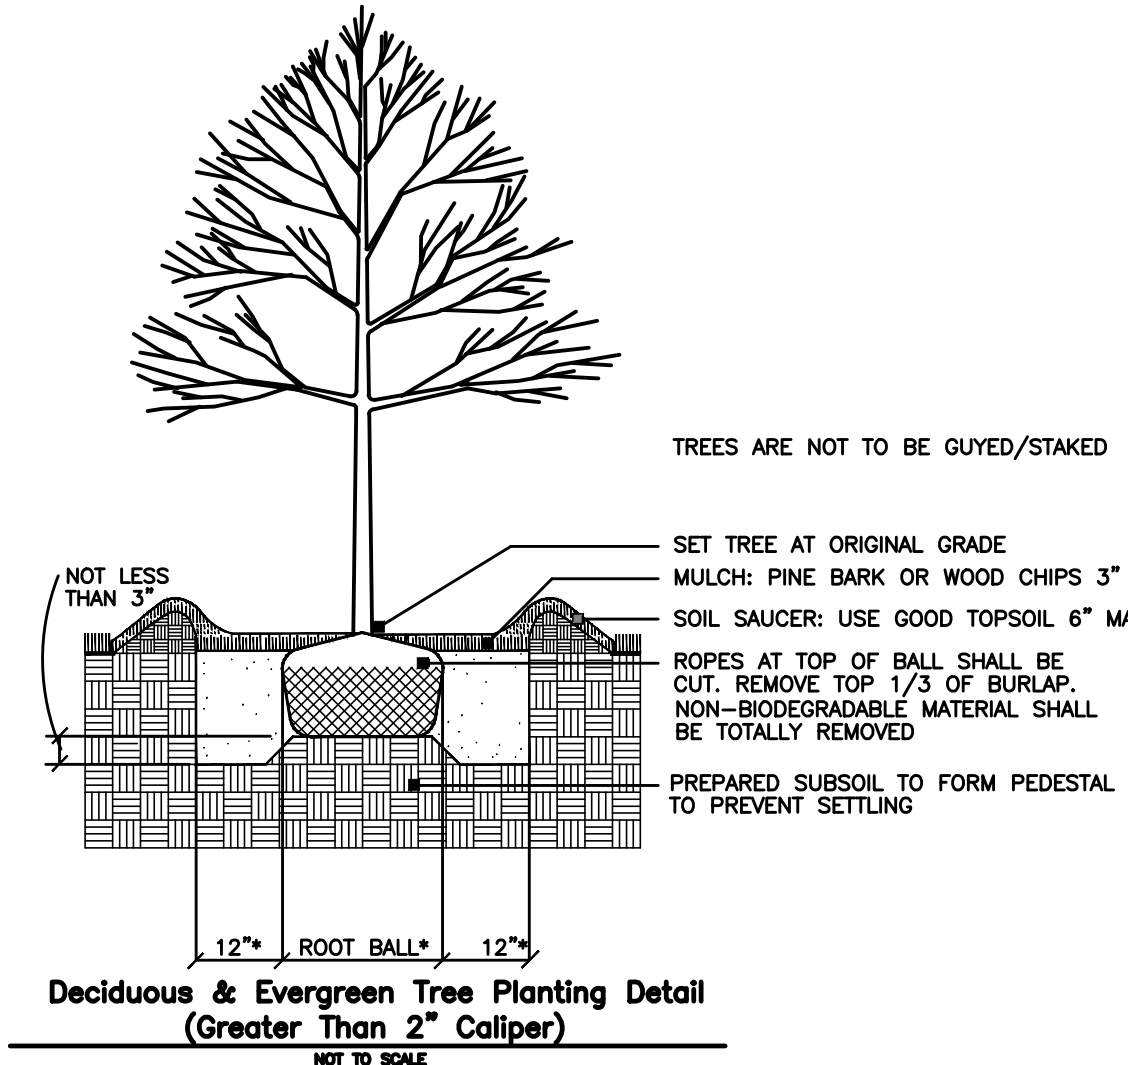 TREES ARE NOT TO BE GUYED/STAKED
SET TREE AT ORIGINAL GRADE
MULCH: PINE BARK OR WOOD CHIPS 3"
SOIL SAUCER: USE GOOD TOPSOIL 6"
ROPES AT TOP OF BALL SHALL BE
CUT. REMOVE TOP 1/3 OF BURLAP.
NON-BIODEGRADABLE MATERIAL SHALL
BE TOTALLY REMOVED
PREPARED SUBSOIL TO FORM PEDESTAL
TO PREVENT SETTLING
NOT LESS
THAN 3"
12"*
ROOT BALL*
12"*
Deciduous & Evergreen Tree Planting Detail
(Greater Than 2" Caliper)
NOT TO SCALE